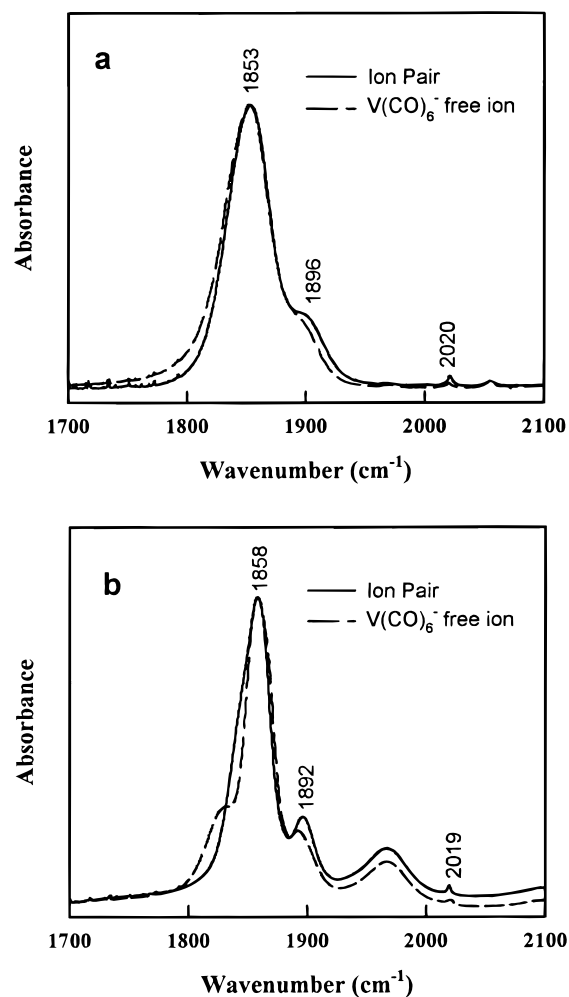 a
1853
Ion Pair
V(CO)₆⁻ free ion
1896
2020
Absorbance
1700 1800 1900 2000 2100
Wavenumber (cm⁻¹)
b
1858
Ion Pair
V(CO)₆⁻ free ion
1892
2019
Absorbance
1700 1800 1900 2000 2100
Wavenumber (cm⁻¹)